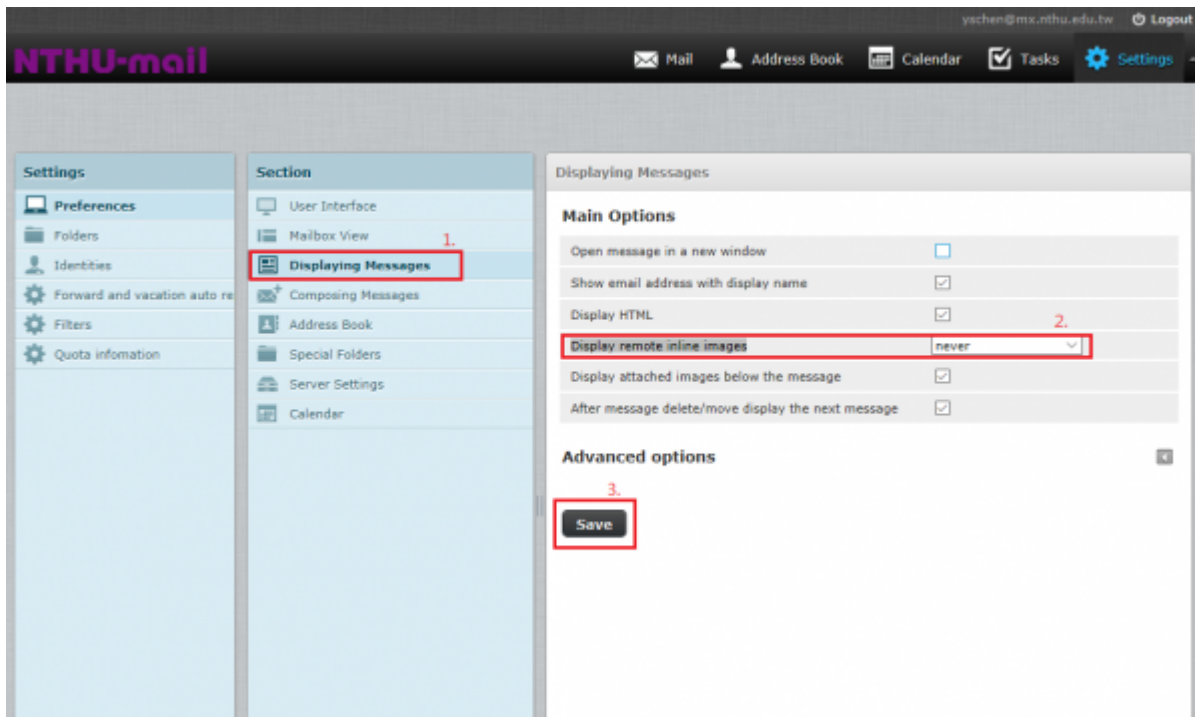 yschen@mx.nthu.edu.tw Logout
NTHU-mail
Mail Address Book Calendar Tasks Settings
Settings
Preferences
Folders
Identities
Forward and vacation auto re
Filters
Quota infomation
Section
User Interface
Mailbox View
1.
Displaying Messages
Composing Messages
Address Book
Special Folders
Server Settings
Calendar
Displaying Messages
Main Options
Open message in a new window
Show email address with display name
Display HTML
2.
Display remote inline images never
Display attached images below the message
After message delete/move display the next message
Advanced options
3.
Save